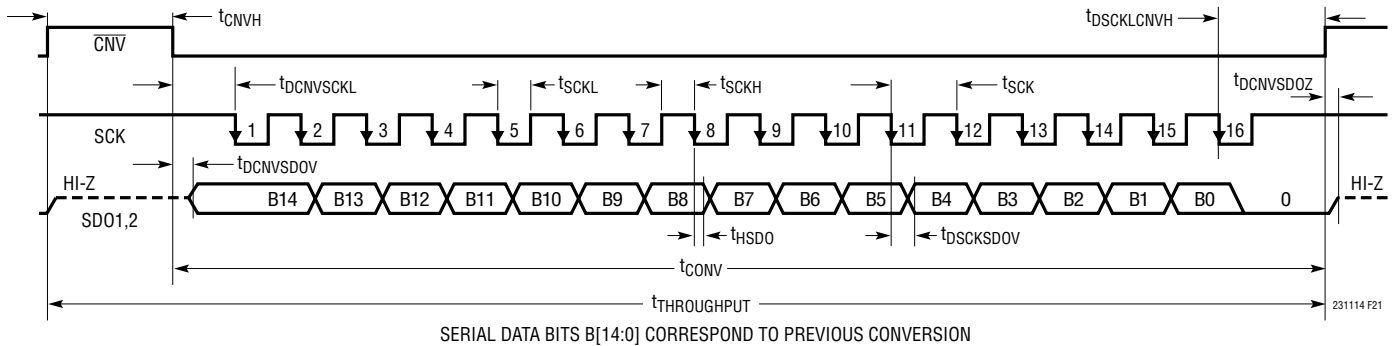 tCNVH
tDSCKLCNVH
CNV
tDCNVSCKL
tSCKL
tSCKH
tSCK
tDCNVSDOZ
SCK
1 2 3 4 5 6 7 8 9 10 11 12 13 14 15 16
tDCNVSDOV
HI-Z
HI-Z
B14 B13 B12 B11 B10 B9 B8 B7 B6 B5 B4 B3 B2 B1 B0 0
SDO1,2
tHSDO
tDSCKSDOV
tCONV
tTHROUGHPUT
231114 F21
SERIAL DATA BITS B[14:0] CORRESPOND TO PREVIOUS CONVERSION